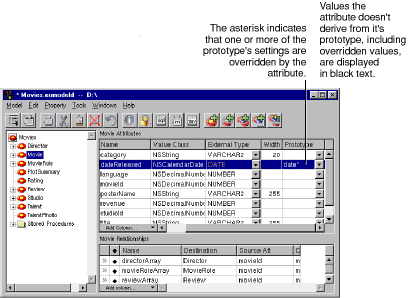 The asterisk indicates
that one or more of the
prototype's settings are
overridden by the
attribute.
Values the
attribute doesn't
derive from it's
prototype, including
overridden values,
are displayed
in black text.
Movies.eomodeld -- D:\
Model Edit Property Tools Windows Help
Movies
Director
Movie
MovieRole
PlotSummary
Rating
Review
Studio
Talent
TalentPhoto
Stored Procedures
Movie Attributes
Name Value Class External Type Width Prototype
category NSString VARCHAR2 20
dateReleased NSCalendarDate DATE date*
language NSDecimalNumbe NUMBER
movieId NSDecimalNumbe NUMBER
posterName NSString VARCHAR2 255
revenue NSDecimalNumbe NUMBER
studioId NSDecimalNumbe NUMBER
NSString VARCHAR2 255
Add Column...
Movie Relationships
Name Destination Source Att D
directorArray Director movieId m
movieRoleArray MovieRole movieId m
reviewArray Review movieId m
Add column...